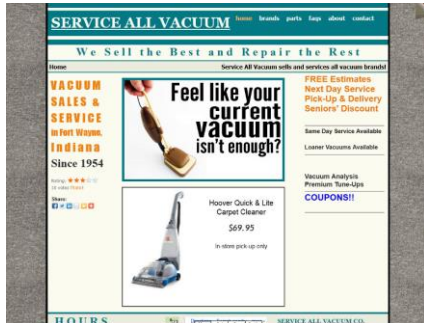 SERVICE ALL VACUUM
home brands parts faqs about contact
We Sell the Best and Repair the Rest
Home
Service All Vacuum sells and services all vacuum brands!
VACUUM
SALES &
SERVICE
in Fort Wayne,
Indiana
Since 1954
Rating:
Share:
Feel like your
current
vacuum
isn't enough?
Hoover Quick & Lite
Carpet Cleaner
$69.95
In store pick-up only
FREE Estimates
Next Day Service
Pick-Up & Delivery
Seniors' Discount
Same Day Service Available
Loaner Vacuums Available
Vacuum Analysis
Premium Tune-Ups
COUPONS!!
HOURS
SERVICE ALL VACUUM CO.